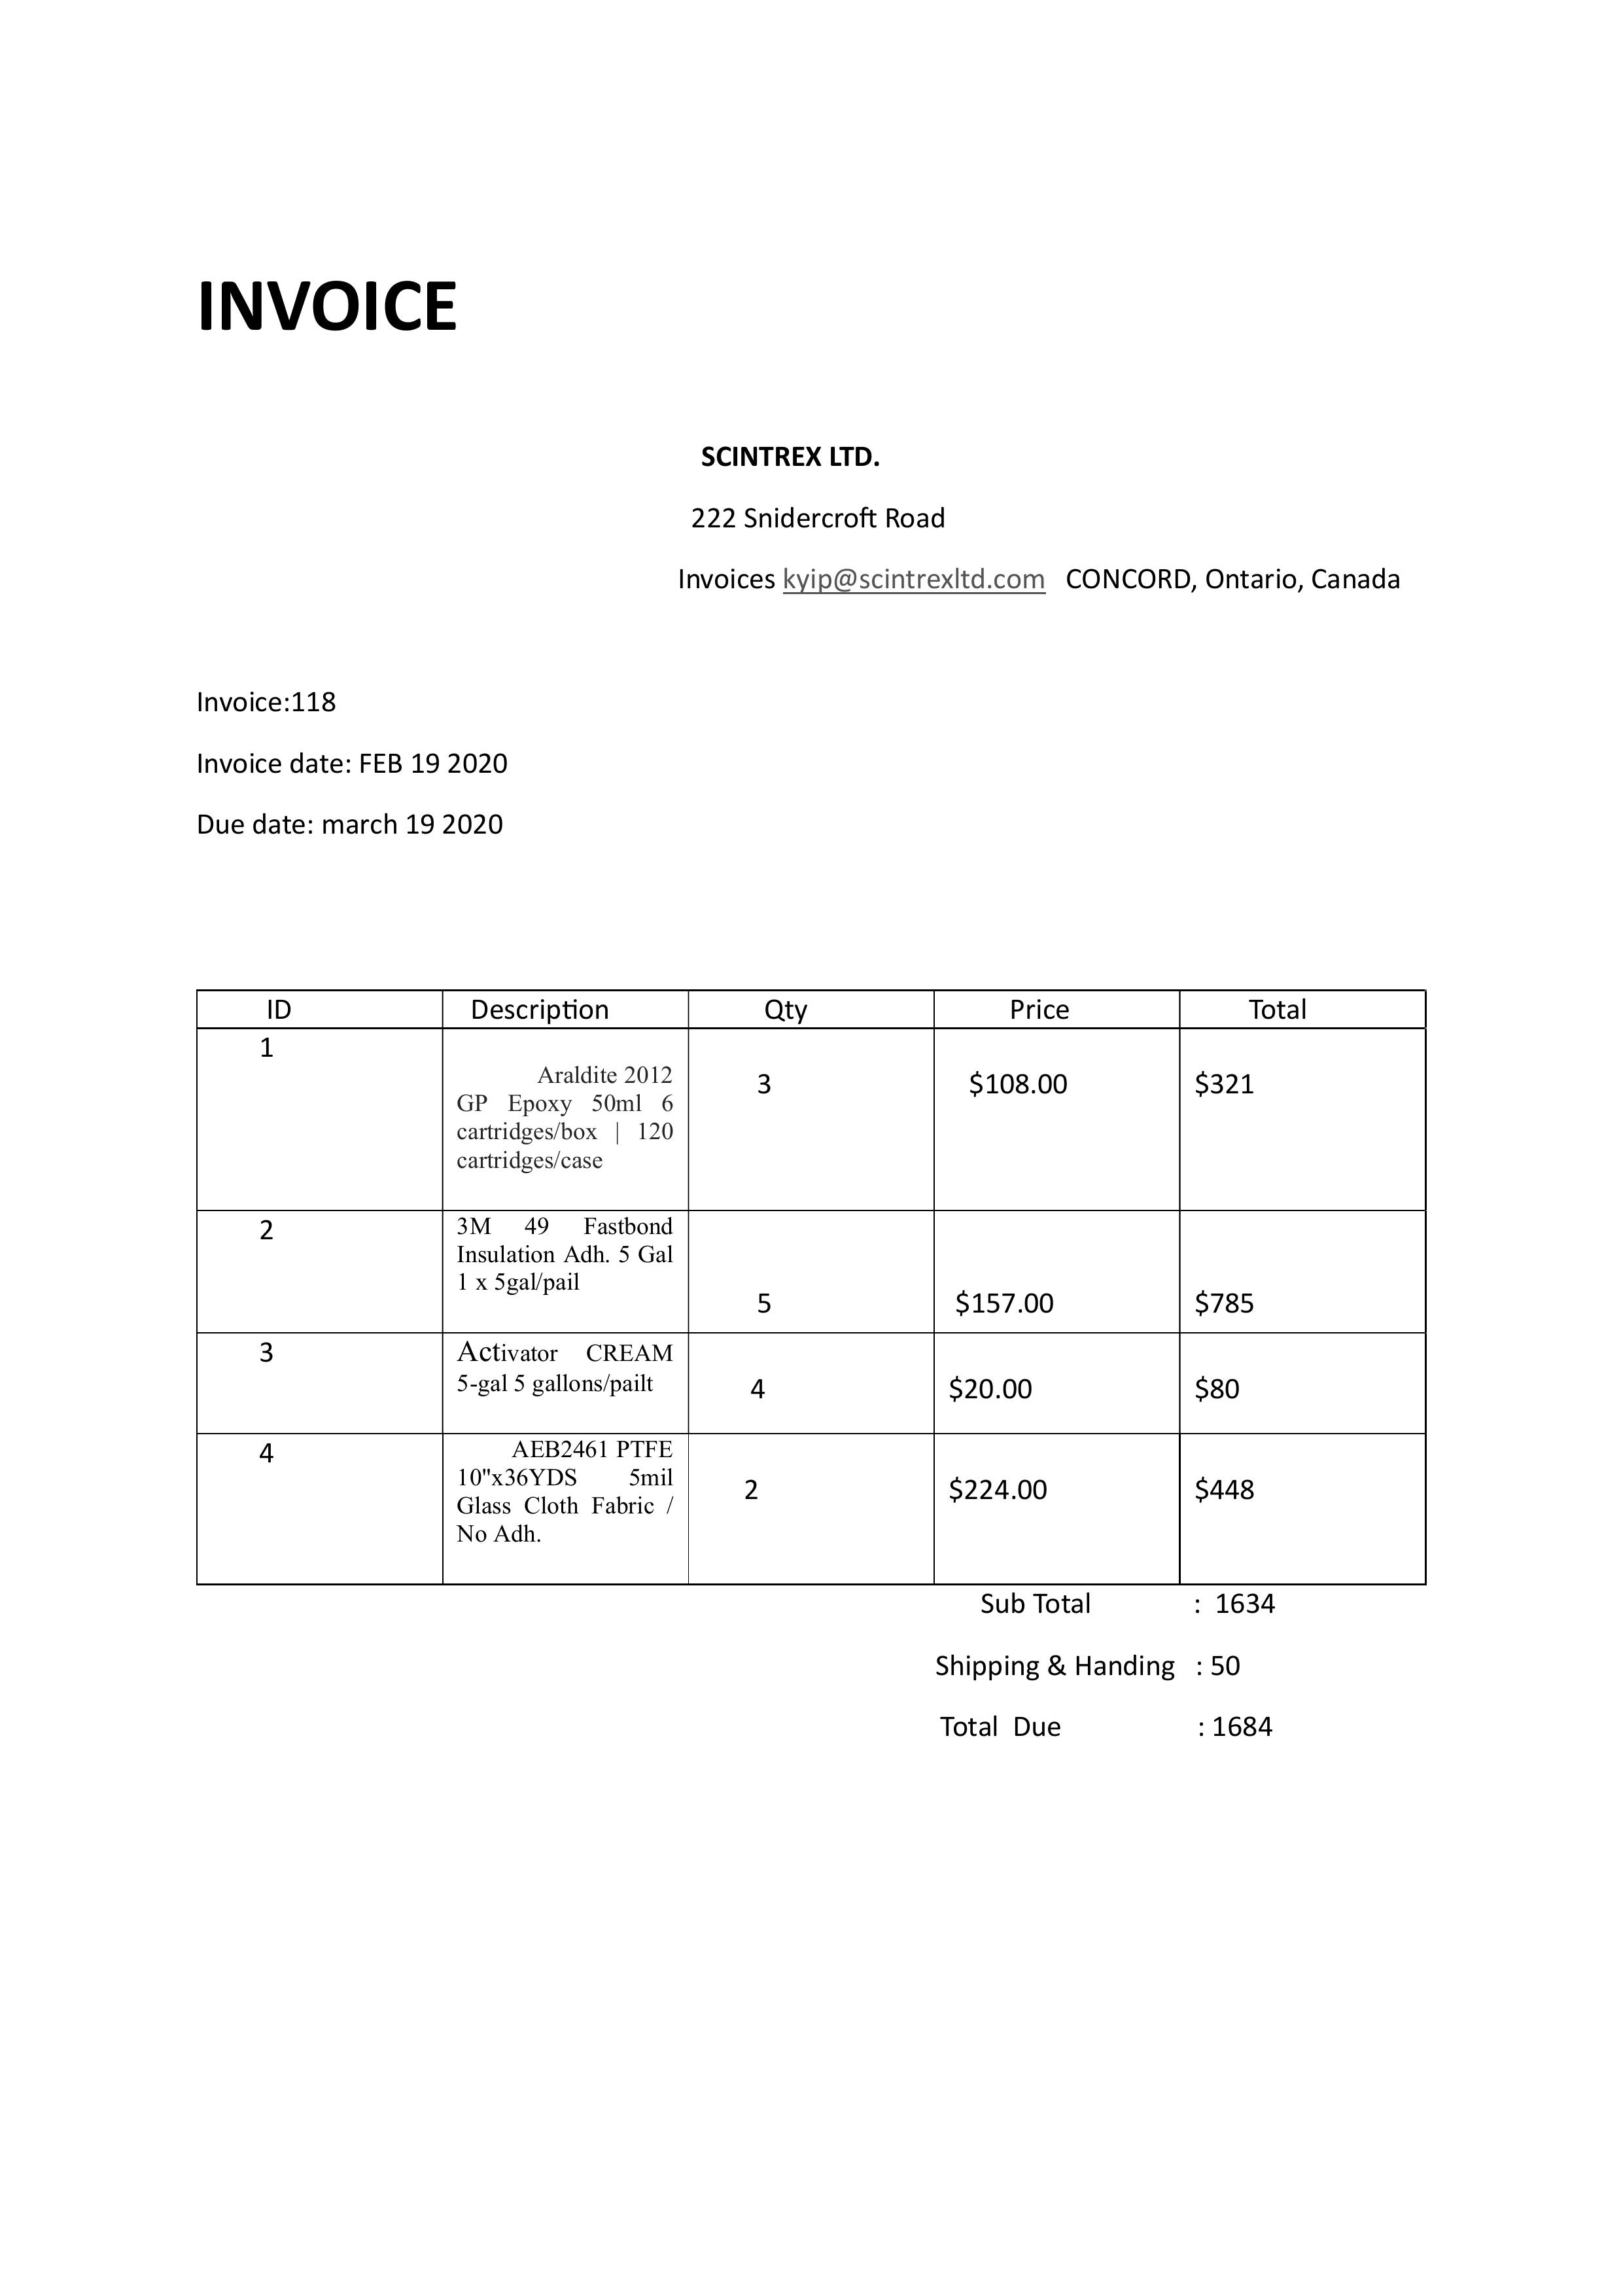 INVOICE
SCINTREX LTD.
222 Snidercroft Road
Invoices kyip@scintrexltd.com CONCORD, Ontario, Canada
Invoice:118
Invoice date: FEB 19 2020
Due date: march 19 2020
ID Description Qty Price Total
1
Araldite 2012
GP Epoxy 50ml 6
cartridges/box | 120
cartridges/case
3 $108.00 $321
2
3M 49 Fastbond
Insulation Adh. 5 Gal
1 x 5gal/pail
5 $157.00 $785
3
Activator CREAM
5-gal 5 gallons/pailt
4 $20.00 $80
4
AEB2461 PTFE
10"x36YDS 5mil
Glass Cloth Fabric /
No Adh.
2 $224.00 $448
Sub Total : 1634
Shipping & Handing : 50
Total Due : 1684